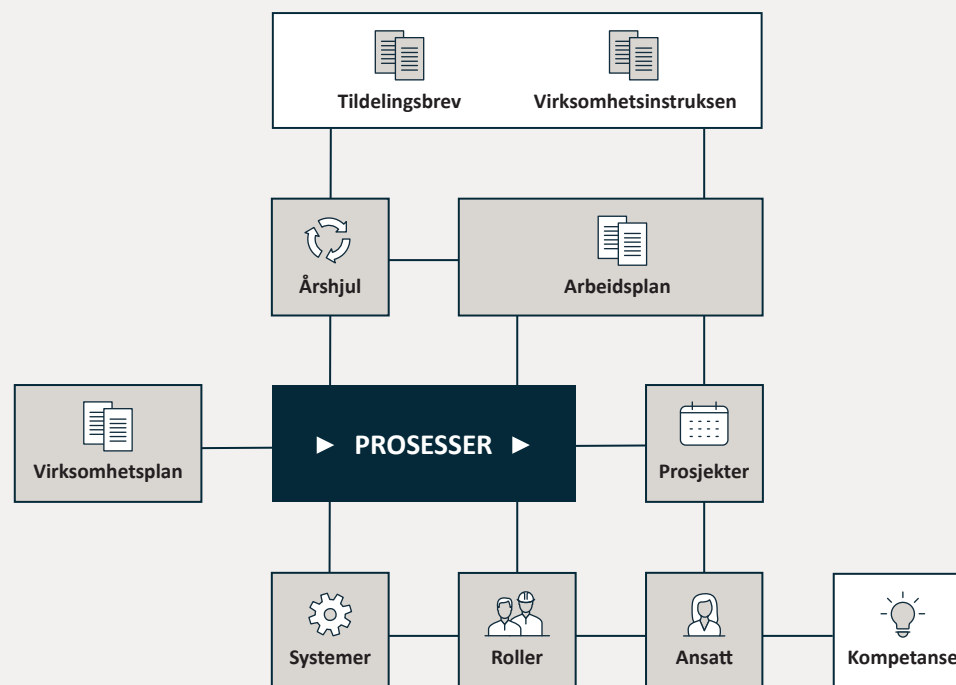 Tildelingsbrev
Virksomhetsinstruksen
Årshjul
Arbeidsplan
Virksomhetsplan
PROSESSER
Prosjekter
Systemer
Roller
Ansatt
Kompetanse